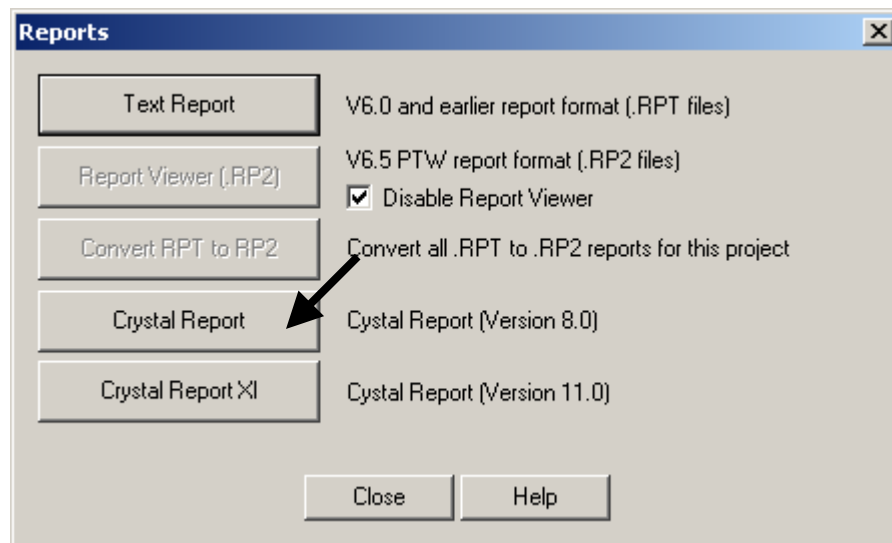 Reports
Text Report V6.0 and earlier report format (.RPT files)
Report Viewer (.RP2) V6.5 PTW report format (.RP2 files)
Disable Report Viewer
Convert RPT to RP2 Convert all .RPT to .RP2 reports for this project
Crystal Report Cystal Report (Version 8.0)
Crystal Report XI Cystal Report (Version 11.0)
Close Help